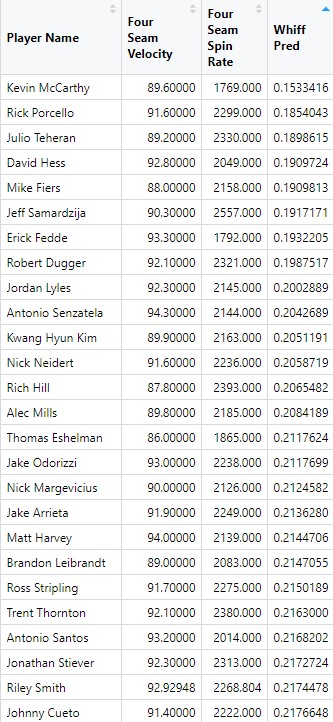 Player Name Four Seam Velocity Four Seam Spin Rate Whiff Pred
Kevin McCarthy 89.60000 1769.000 0.1533416
Rick Porcello 91.60000 2299.000 0.1854043
Julio Teheran 89.20000 2330.000 0.1898615
David Hess 92.80000 2049.000 0.1909724
Mike Fiers 88.00000 2158.000 0.1909813
Jeff Samardzija 90.30000 2557.000 0.1917171
Erick Fedde 93.30000 1792.000 0.1932205
Robert Dugger 92.10000 2321.000 0.1987517
Jordan Lyles 92.30000 2145.000 0.2002889
Antonio Senzatela 94.30000 2144.000 0.2042689
Kwang Hyun Kim 89.90000 2163.000 0.2051191
Nick Neidert 91.60000 2236.000 0.2058719
Rich Hill 87.80000 2393.000 0.2065482
Alec Mills 89.80000 2185.000 0.2084189
Thomas Eshelman 86.00000 1865.000 0.2117624
Jake Odorizzi 93.00000 2238.000 0.2117699
Nick Margevicius 90.00000 2126.000 0.2124582
Jake Arrieta 91.90000 2249.000 0.2136280
Matt Harvey 94.00000 2139.000 0.2144706
Brandon Leibrandt 89.00000 2083.000 0.2147055
Ross Stripling 91.70000 2275.000 0.2150189
Trent Thornton 92.10000 2380.000 0.2163000
Antonio Santos 93.20000 2014.000 0.2168202
Jonathan Stiever 92.30000 2313.000 0.2172724
Riley Smith 92.92948 2268.804 0.2174478
Johnny Cueto 91.40000 2222.000 0.2176648